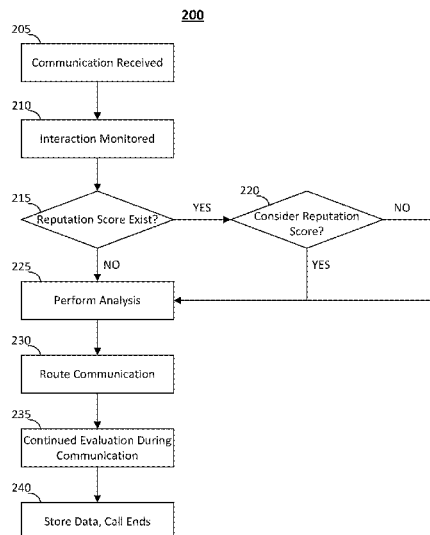 200
205
Communication Received
210
Interaction Monitored
215
Reputation Score Exist?
YES
220
Consider Reputation
Score?
NO
NO
YES
225
Perform Analysis
230
Route Communication
235
Continued Evaluation During
Communication
240
Store Data, Call Ends